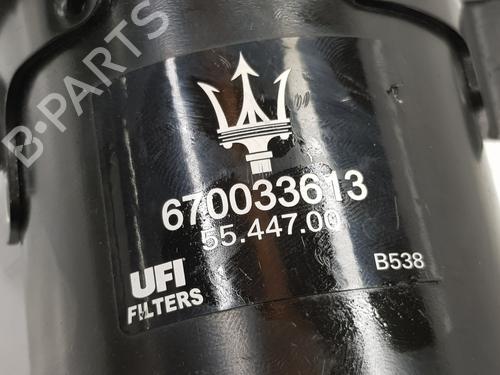 B-PARTS
670033613
55.447.00
UFI
FILTERS
B538